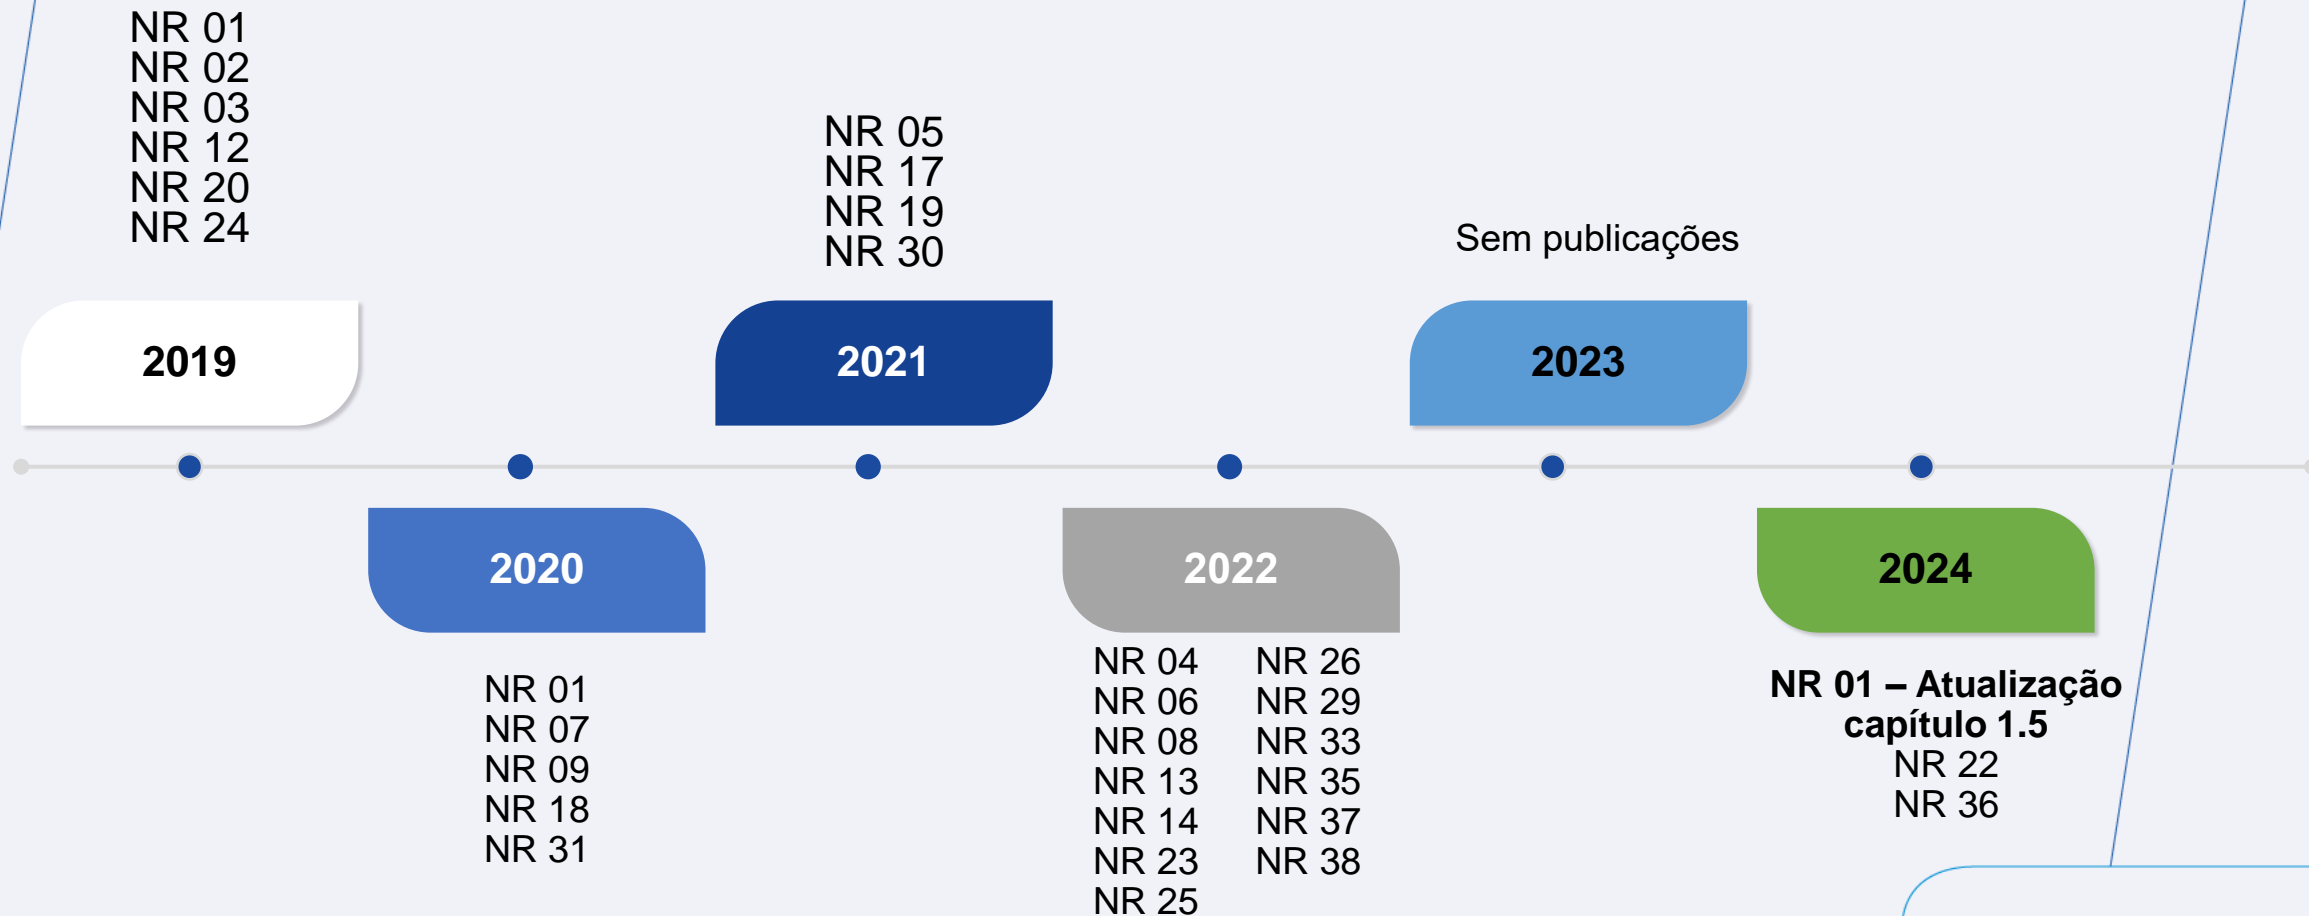 NR 01
NR 02
NR 03
NR 12
NR 20
NR 24
2019
2020
NR 01
NR 07
NR 09
NR 18
NR 31
NR 05
NR 17
NR 19
NR 30
2021
2022
NR 04
NR 06
NR 08
NR 13
NR 14
NR 23
NR 25
NR 26
NR 29
NR 33
NR 35
NR 37
NR 38
Sem publicações
2023
2024
NR 01 – Atualização
capítulo 1.5
NR 22
NR 36